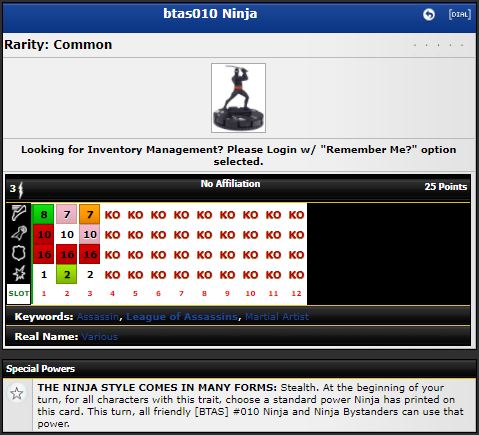 btas010 Ninja
[DIAL]
Rarity: Common
Looking for Inventory Management? Please Login w/ "Remember Me?" option
selected.
3 No Affiliation 25 Points
8 7 7 KO KO KO KO KO KO KO KO KO
10 10 10 KO KO KO KO KO KO KO KO KO
16 16 16 KO KO KO KO KO KO KO KO KO
1 2 2 KO KO KO KO KO KO KO KO KO
SLOT 1 2 3 4 5 6 7 8 9 10 11 12
Keywords: Assassin, League of Assassins, Martial Artist
Real Name: Various
Special Powers
THE NINJA STYLE COMES IN MANY FORMS: Stealth. At the beginning of your
turn, for all characters with this trait, choose a standard power Ninja has printed on
this card. This turn, all friendly [BTAS] #010 Ninja and Ninja Bystanders can use that
power.